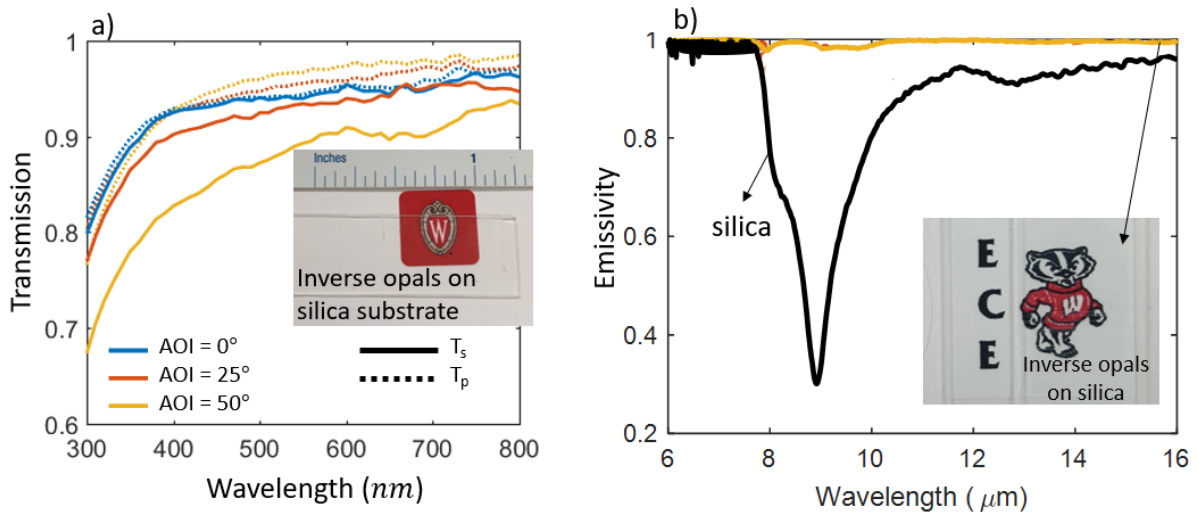 a)
1
0.9
0.8
0.7
0.6
Transmission
Inches 1
W
Inverse opals on
silica substrate
AOI = 0°
AOI = 25°
AOI = 50°
Ts
Tp
300 400 500 600 700 800
Wavelength (nm)
b)
1
0.8
0.6
0.4
0.2
Emissivity
silica
E
C
E
W
Inverse opals
on silica
6 8 10 12 14 16
Wavelength ( μm)